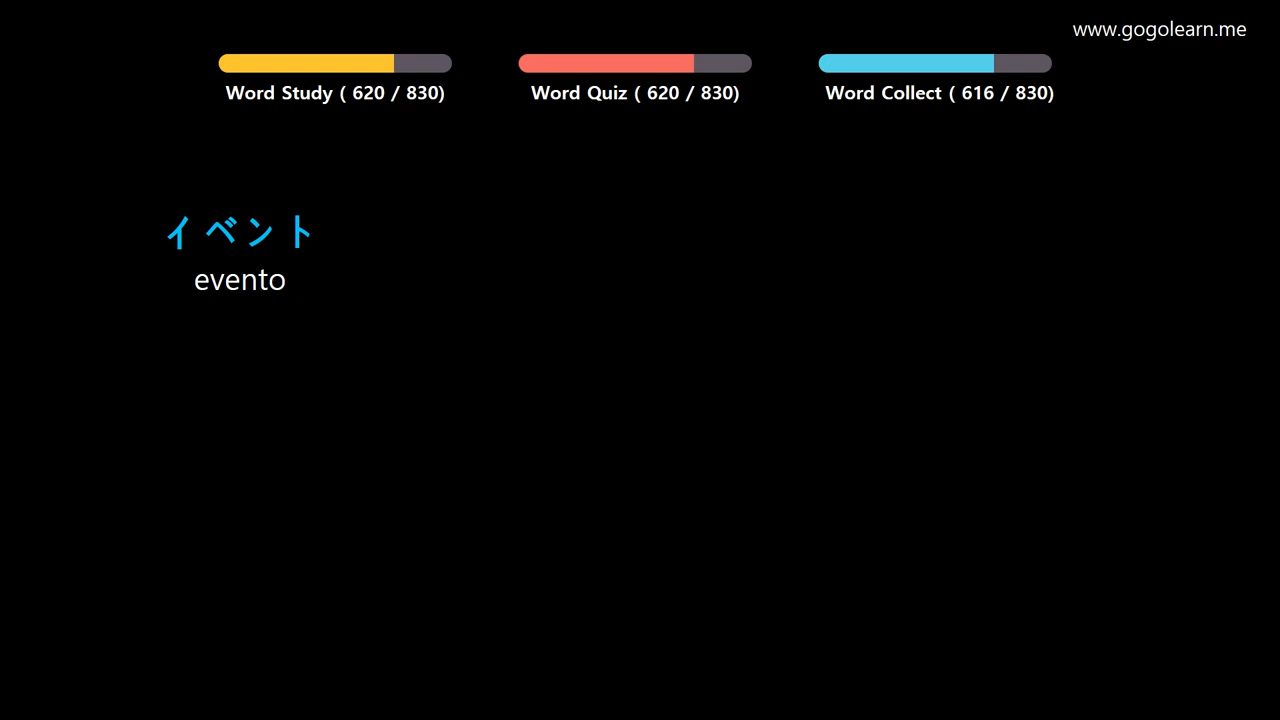 www.gogolearn.me
Word Study ( 620 / 830)
Word Quiz ( 620 / 830)
Word Collect ( 616 / 830)
イベント
evento